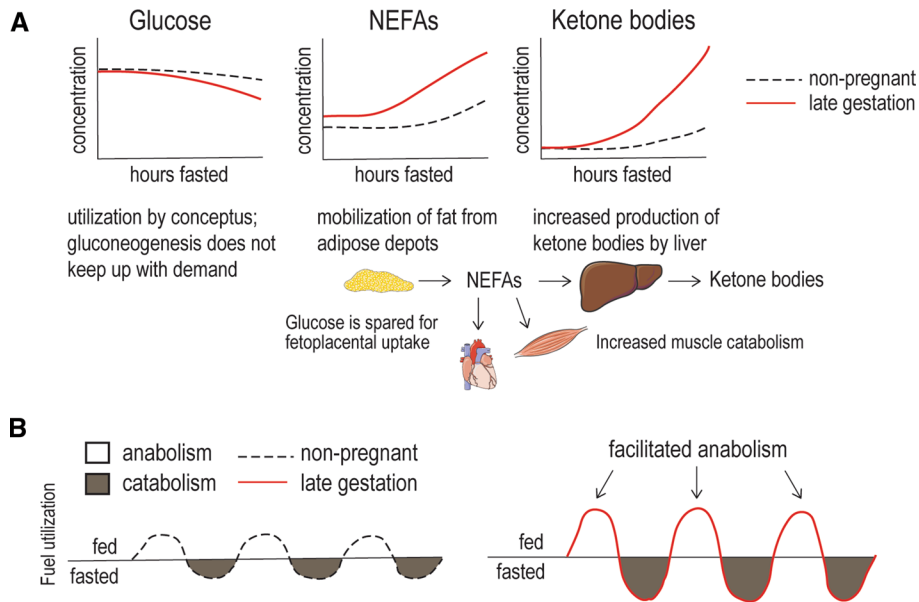 A
Glucose
NEFAs
Ketone bodies
concentration
concentration
concentration
non-pregnant
late gestation
hours fasted
hours fasted
hours fasted
utilization by conceptus;
gluconeogenesis does not
keep up with demand
mobilization of fat from
adipose depots
increased production of
ketone bodies by liver
NEFAs
Ketone bodies
Glucose is spared for
fetoplacental uptake
Increased muscle catabolism
B
anabolism
non-pregnant
catabolism
late gestation
facilitated anabolism
Fuel utilization
fed
fasted
fed
fasted